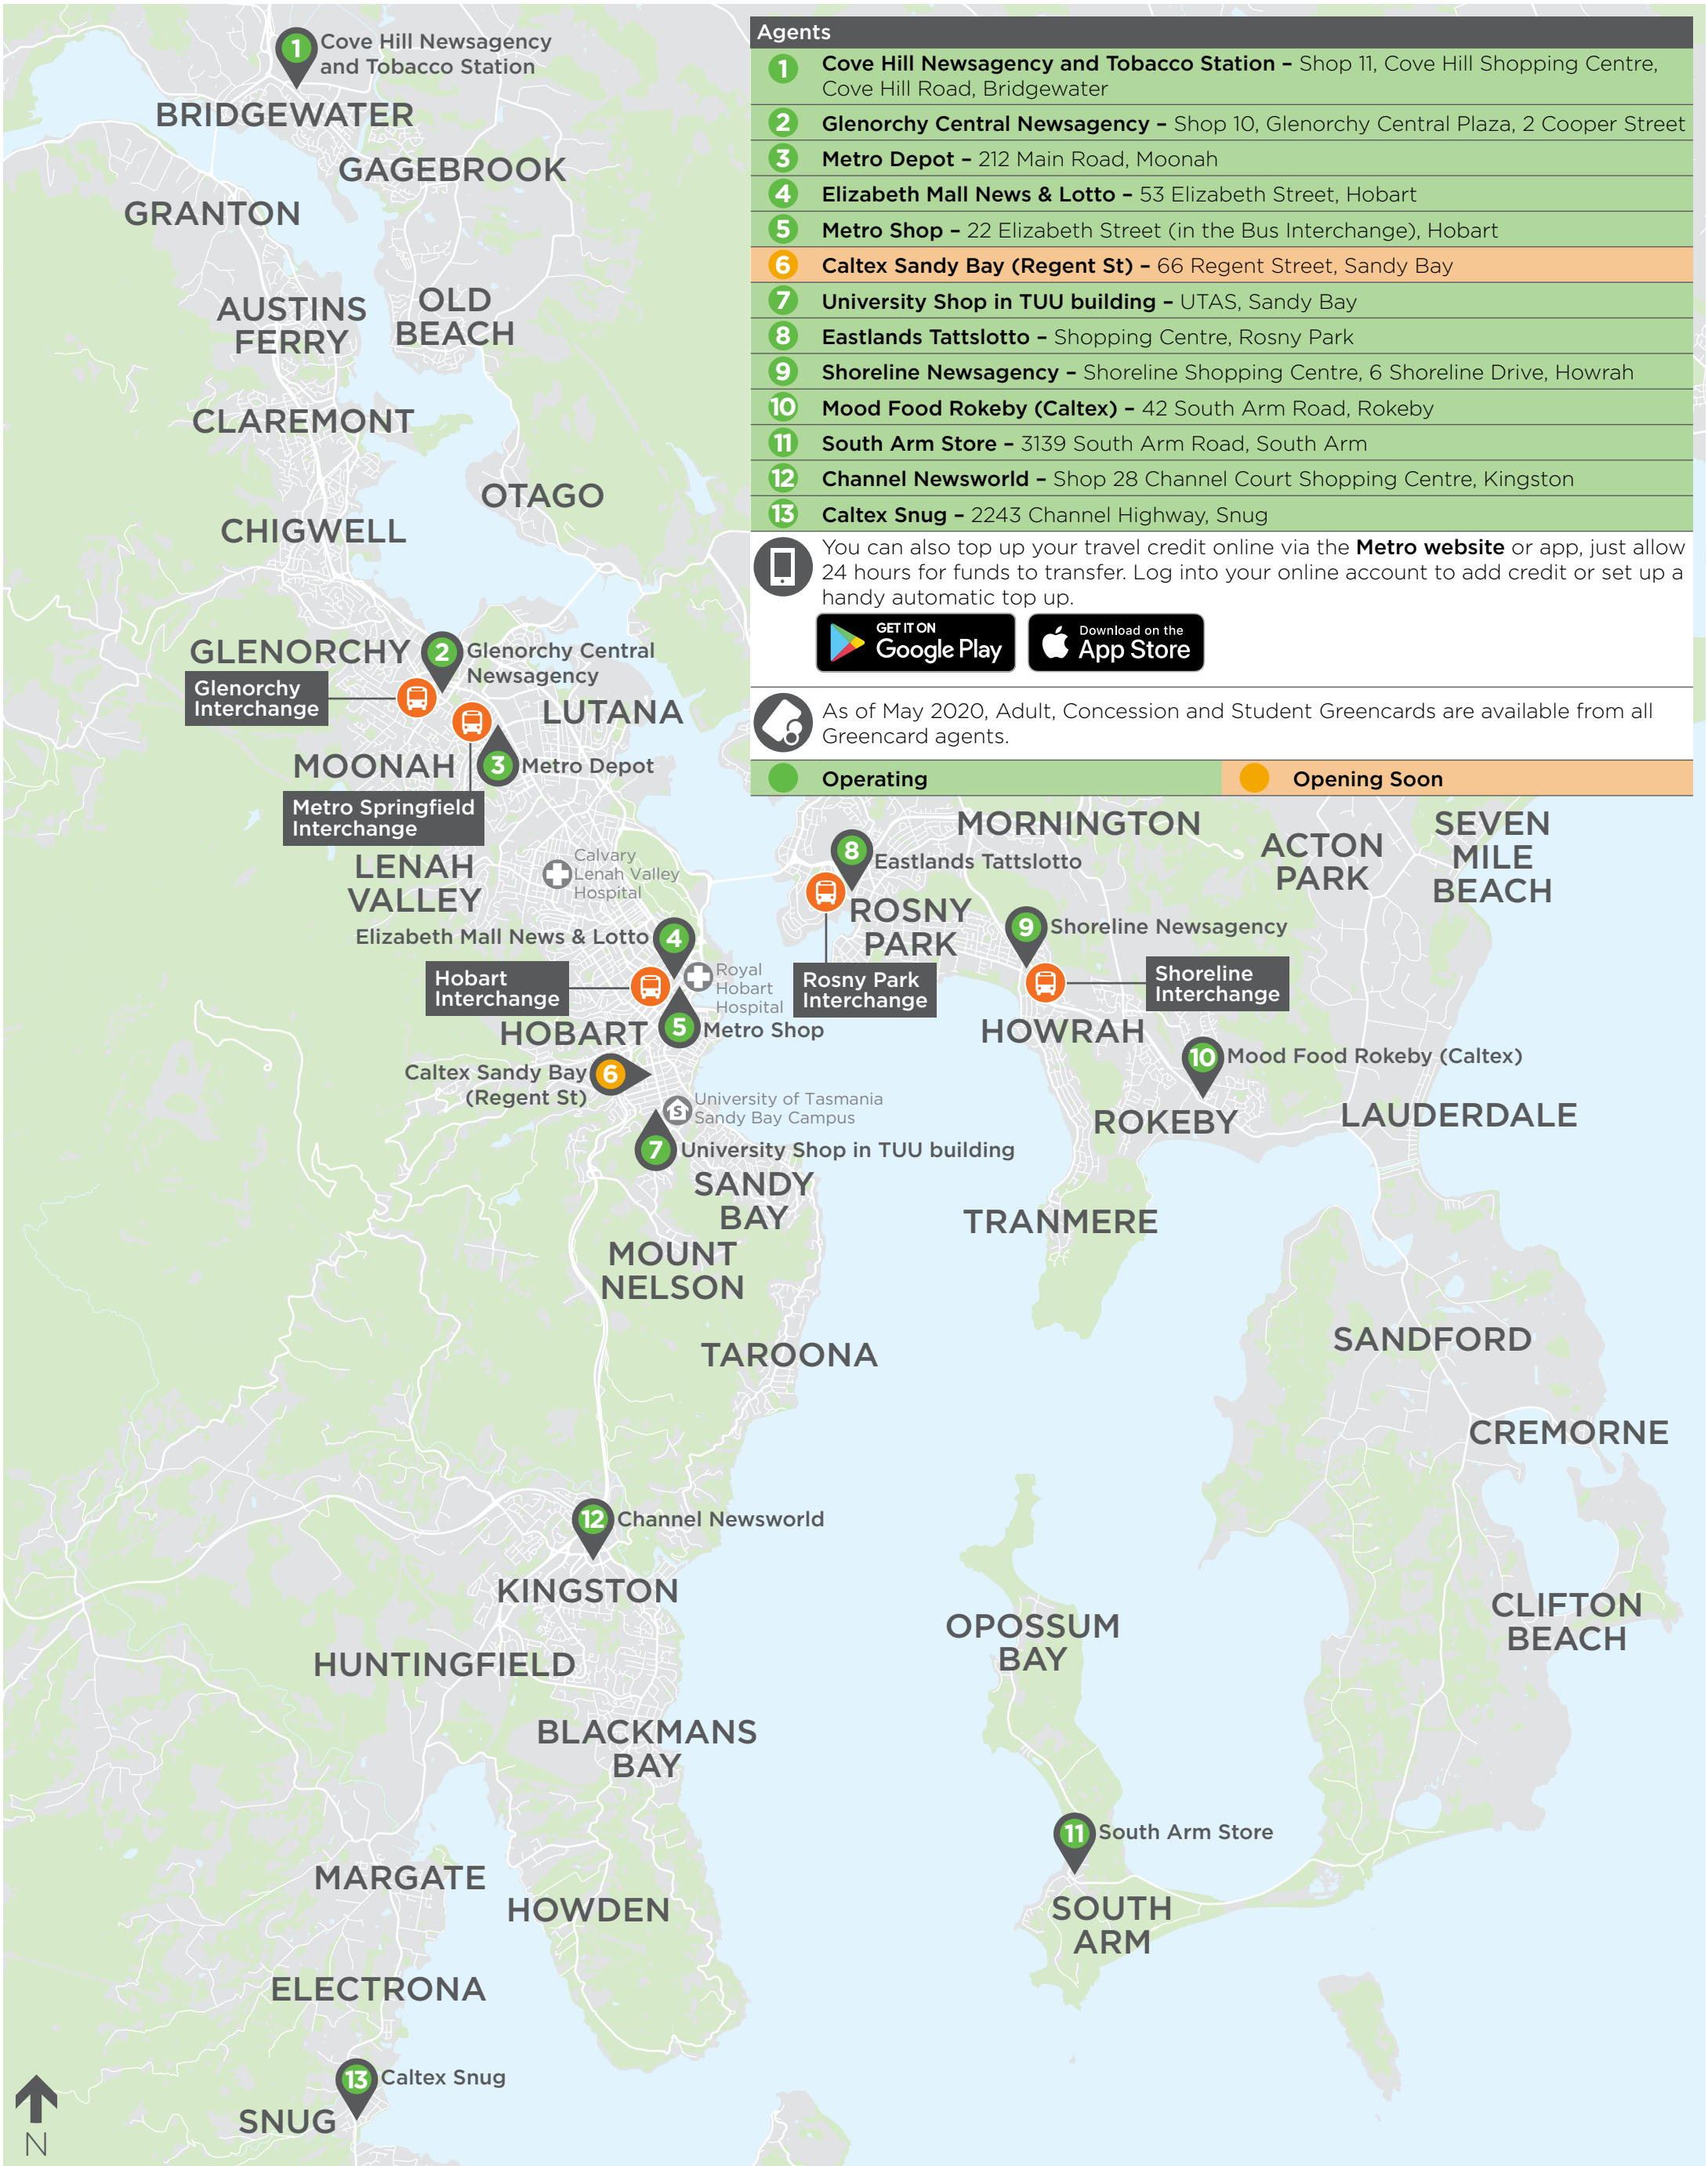 Agents
1 Cove Hill Newsagency and Tobacco Station – Shop 11, Cove Hill Shopping Centre,
Cove Hill Road, Bridgewater
2 Glenorchy Central Newsagency – Shop 10, Glenorchy Central Plaza, 2 Cooper Street
3 Metro Depot – 212 Main Road, Moonah
4 Elizabeth Mall News & Lotto – 53 Elizabeth Street, Hobart
5 Metro Shop – 22 Elizabeth Street (in the Bus Interchange), Hobart
6 Caltex Sandy Bay (Regent St) – 66 Regent Street, Sandy Bay
7 University Shop in TUU building – UTAS, Sandy Bay
8 Eastlands Tattslotto – Shopping Centre, Rosny Park
9 Shoreline Newsagency – Shoreline Shopping Centre, 6 Shoreline Drive, Howrah
10 Mood Food Rokeby (Caltex) – 42 South Arm Road, Rokeby
11 South Arm Store – 3139 South Arm Road, South Arm
12 Channel Newsworld – Shop 28 Channel Court Shopping Centre, Kingston
13 Caltex Snug – 2243 Channel Highway, Snug
You can also top up your travel credit online via the Metro website or app, just allow
24 hours for funds to transfer. Log into your online account to add credit or set up a
handy automatic top up.
GET IT ON
Google Play
Download on the
App Store
As of May 2020, Adult, Concession and Student Greencards are available from all
Greencard agents.
Operating
Opening Soon
1 Cove Hill Newsagency
and Tobacco Station
BRIDGEWATER
GAGEBROOK
GRANTON
AUSTINS
FERRY
OLD
BEACH
CLAREMONT
OTAGO
CHIGWELL
GLENORCHY
2 Glenorchy Central
Newsagency
Glenorchy
Interchange
LUTANA
MOONAH
3 Metro Depot
Metro Springfield
Interchange
LENAH
VALLEY
Calvary
Lenah Valley
Hospital
MORNINGTON
8 Eastlands Tattslotto
ACTON
PARK
SEVEN
MILE
BEACH
ROSNY
PARK
Elizabeth Mall News & Lotto 4
9 Shoreline Newsagency
Hobart
Interchange
Royal
Hobart
Hospital
Rosny Park
Interchange
Shoreline
Interchange
HOBART
5 Metro Shop
HOWRAH
Caltex Sandy Bay
(Regent St)
6
10 Mood Food Rokeby (Caltex)
S
University of Tasmania
Sandy Bay Campus
ROKEBY
LAUDERDALE
7 University Shop in TUU building
SANDY
BAY
TRANMERE
MOUNT
NELSON
TAROONA
SANDFORD
CREMORNE
12 Channel Newsworld
KINGSTON
OPOSSUM
BAY
CLIFTON
BEACH
HUNTINGFIELD
BLACKMANS
BAY
11 South Arm Store
MARGATE
HOWDEN
SOUTH
ARM
ELECTRONA
13 Caltex Snug
SNUG
N